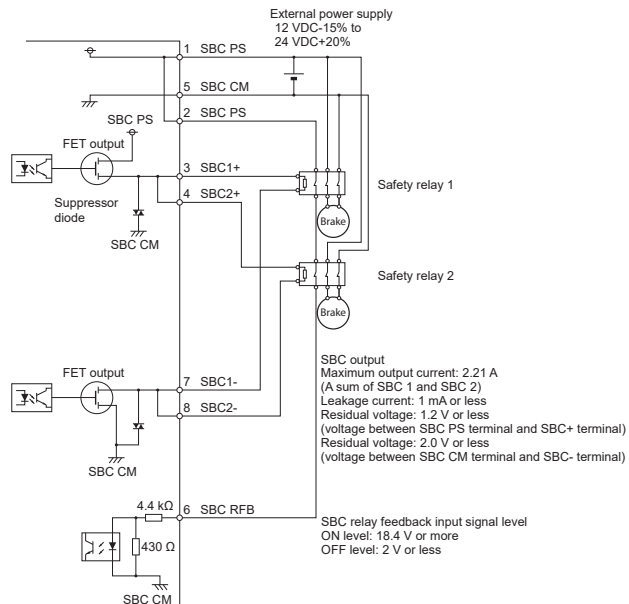 External power supply
12 VDC-15% to
24 VDC+20%
1 SBC PS
5 SBC CM
2 SBC PS
SBC PS
FET output
3 SBC1+
4 SBC2+
Suppressor
diode
SBC CM
Safety relay 1
Brake
Safety relay 2
Brake
FET output
7 SBC1-
8 SBC2-
SBC CM
SBC output
Maximum output current: 2.21 A
(A sum of SBC 1 and SBC 2)
Leakage current: 1 mA or less
Residual voltage: 1.2 V or less
(voltage between SBC PS terminal and SBC+ terminal)
Residual voltage: 2.0 V or less
(voltage between SBC CM terminal and SBC- terminal)
4.4 kΩ
6 SBC RFB
430 Ω
SBC CM
SBC relay feedback input signal level
ON level: 18.4 V or more
OFF level: 2 V or less